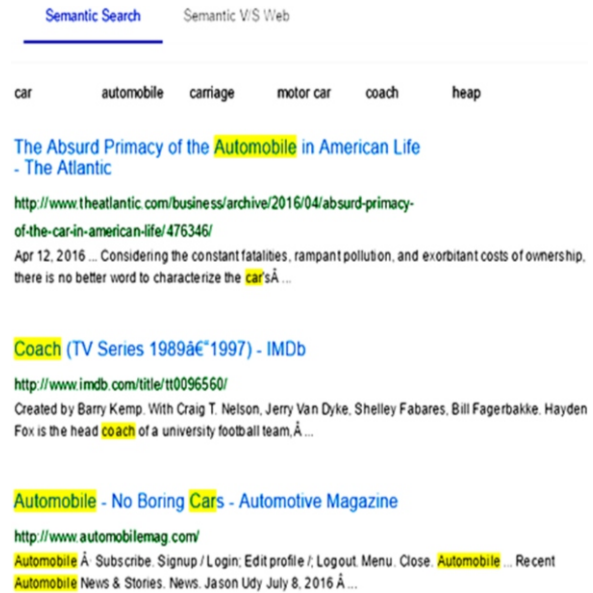 Semantic Search Semantic V/S Web
car automobile carriage motor car coach heap
The Absurd Primacy of the Automobile in American Life
- The Atlantic
http://www.theatlantic.com/business/archive/2016/04/absurd-primacy-
of-the-car-in-american-life/476346/
Apr 12, 2016 ... Considering the constant fatalities, rampant pollution, and exorbitant costs of ownership,
there is no better word to characterize the car'sÂ ...
Coach (TV Series 1989â€“1997) - IMDb
http://www.imdb.com/title/tt0096560/
Created by Barry Kemp. With Craig T. Nelson, Jerry Van Dyke, Shelley Fabares, Bill Fagerbakke. Hayden
Fox is the head coach of a university football team,Â ...
Automobile - No Boring Cars - Automotive Magazine
http://www.automobilemag.com/
Automobile Â· Subscribe. Signup / Login; Edit profile /; Logout. Menu. Close. Automobile ... Recent
Automobile News & Stories. News. Jason Udy July 8, 2016 Â ...